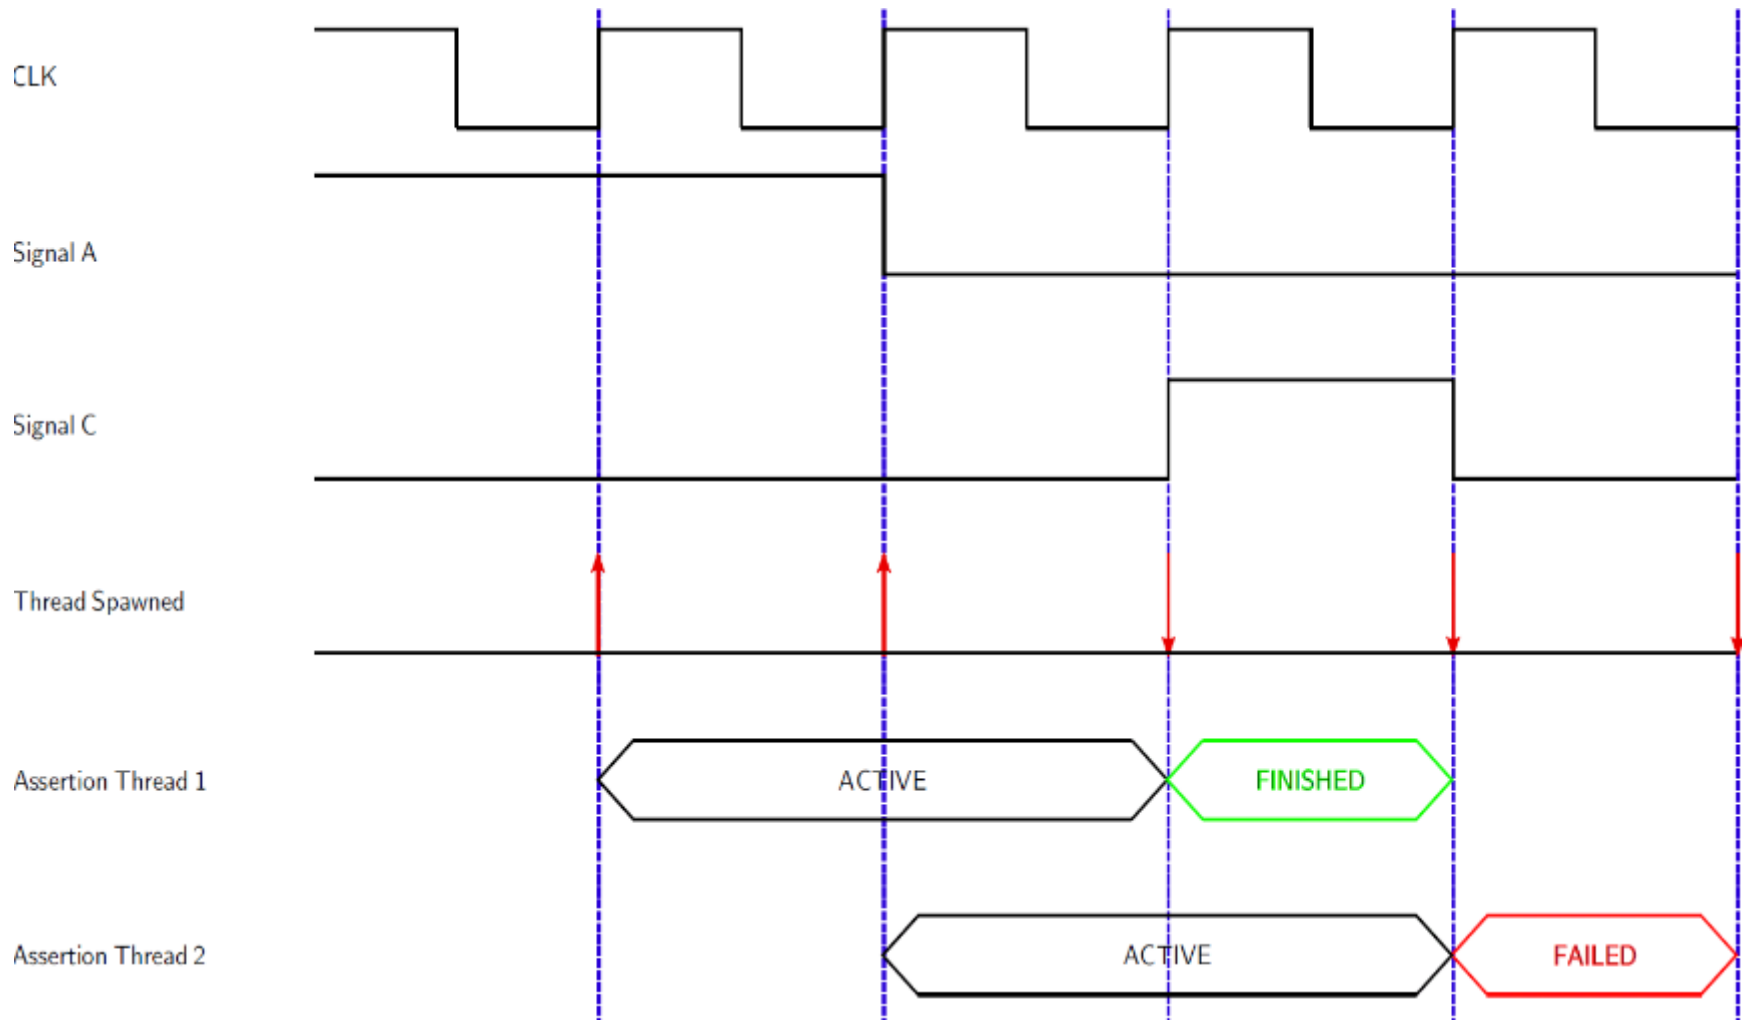 CLK
Signal A
Signal C
Thread Spawned
Assertion Thread 1
ACTIVE
FINISHED
Assertion Thread 2
ACTIVE
FAILED